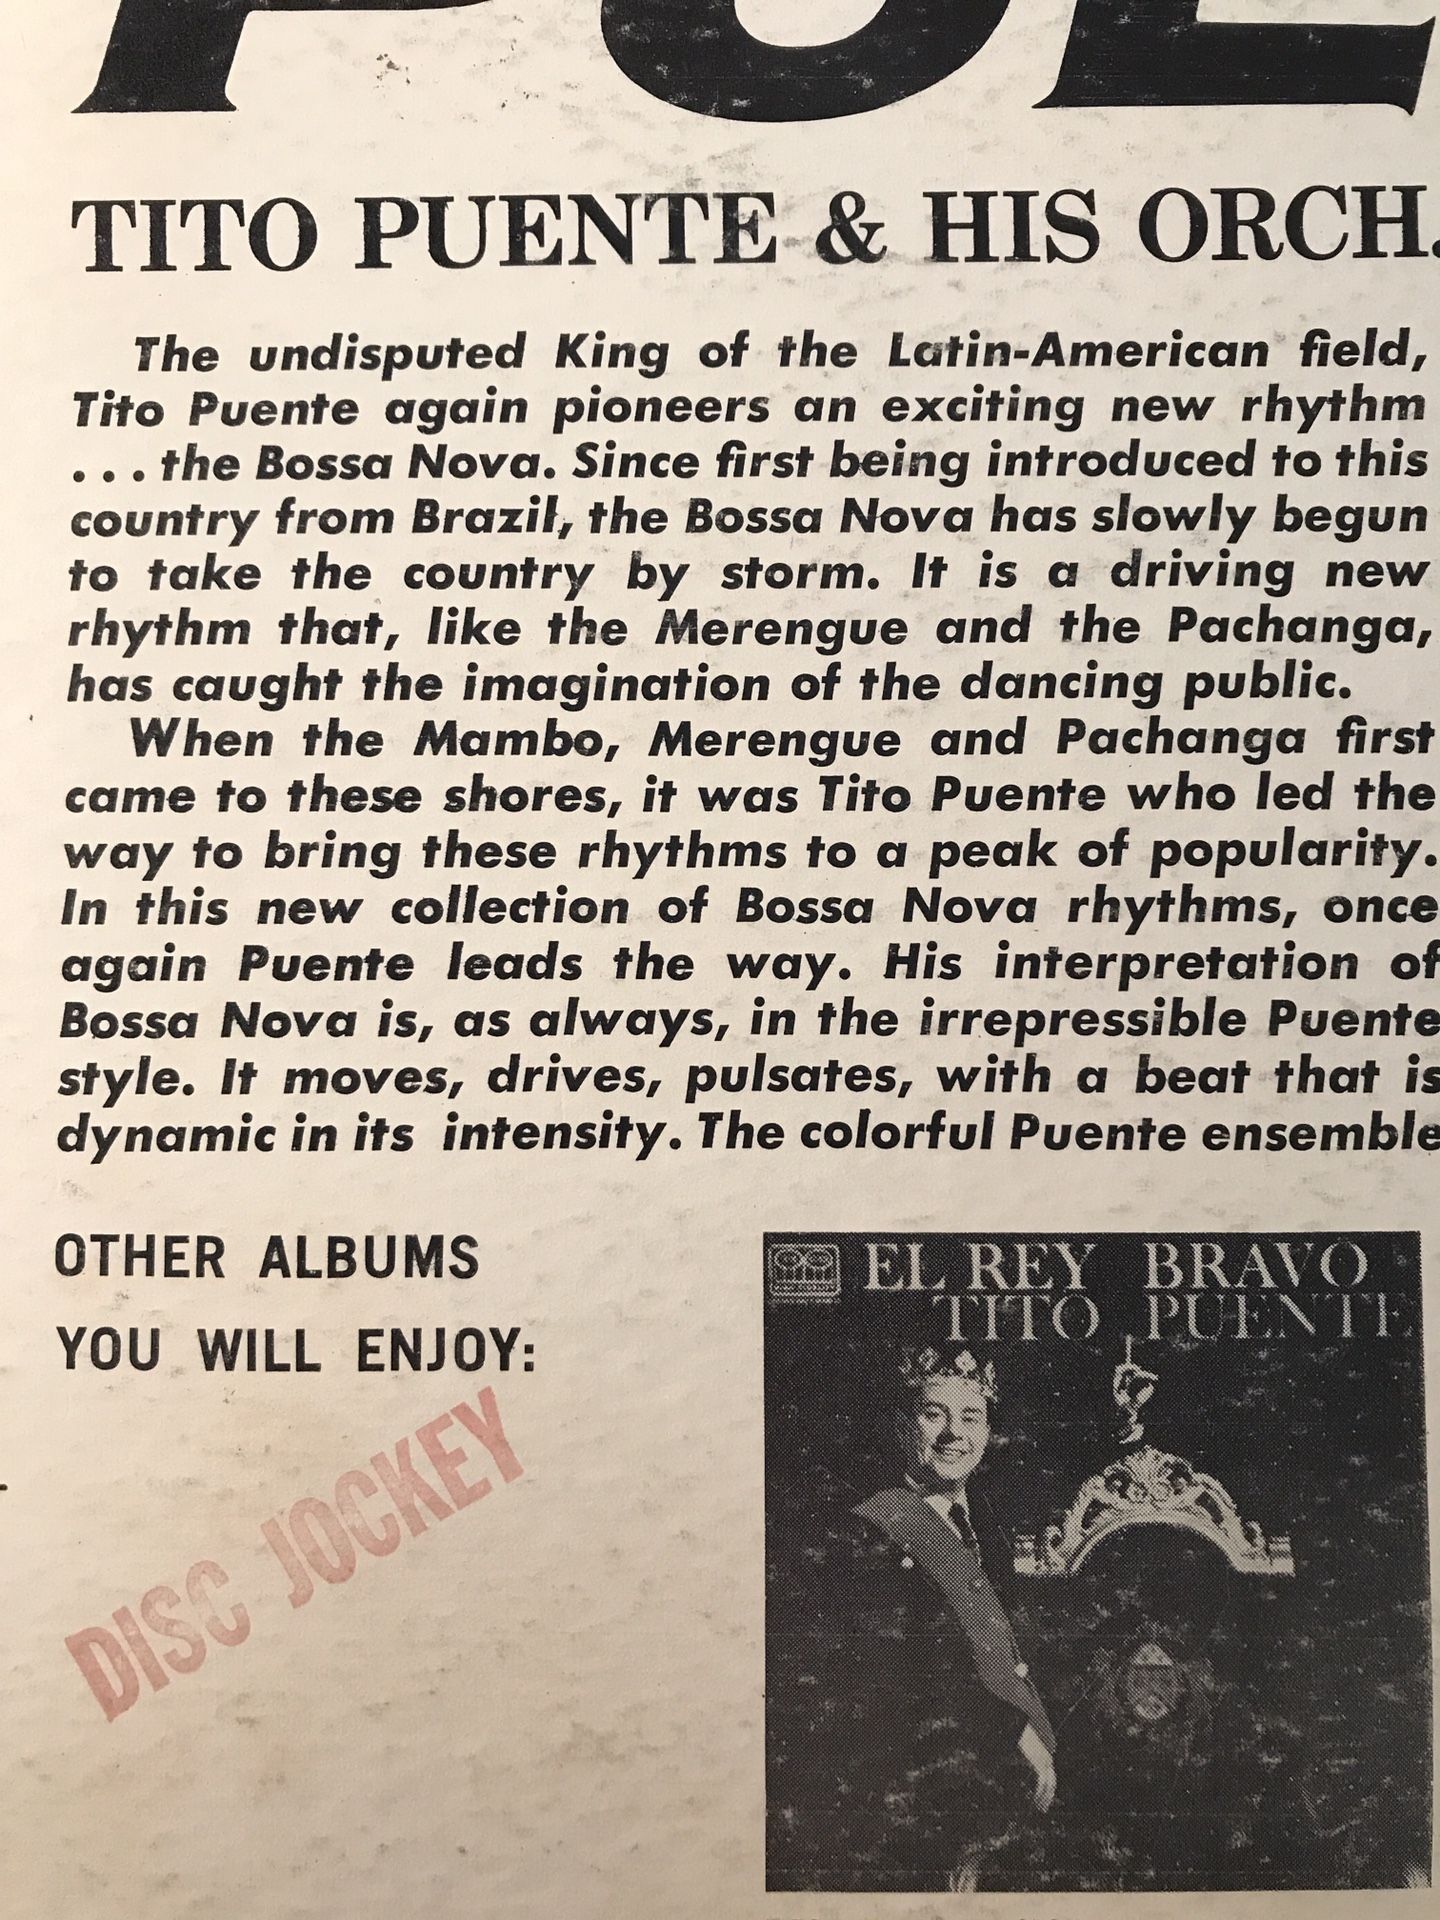 PUE
TITO PUENTE & HIS ORCH.
The undisputed King of the Latin-American field,
Tito Puente again pioneers an exciting new rhythm
... the Bossa Nova. Since first being introduced to this
country from Brazil, the Bossa Nova has slowly begun
to take the country by storm. It is a driving new
rhythm that, like the Merengue and the Pachanga,
has caught the imagination of the dancing public.
When the Mambo, Merengue and Pachanga first
came to these shores, it was Tito Puente who led the
way to bring these rhythms to a peak of popularity.
In this new collection of Bossa Nova rhythms, once
again Puente leads the way. His interpretation of
Bossa Nova is, as always, in the irrepressible Puente
style. It moves, drives, pulsates, with a beat that is
dynamic in its intensity. The colorful Puente ensemble
OTHER ALBUMS
YOU WILL ENJOY:
DISC JOCKEY
EL REY BRAVO
TITO PUENTE